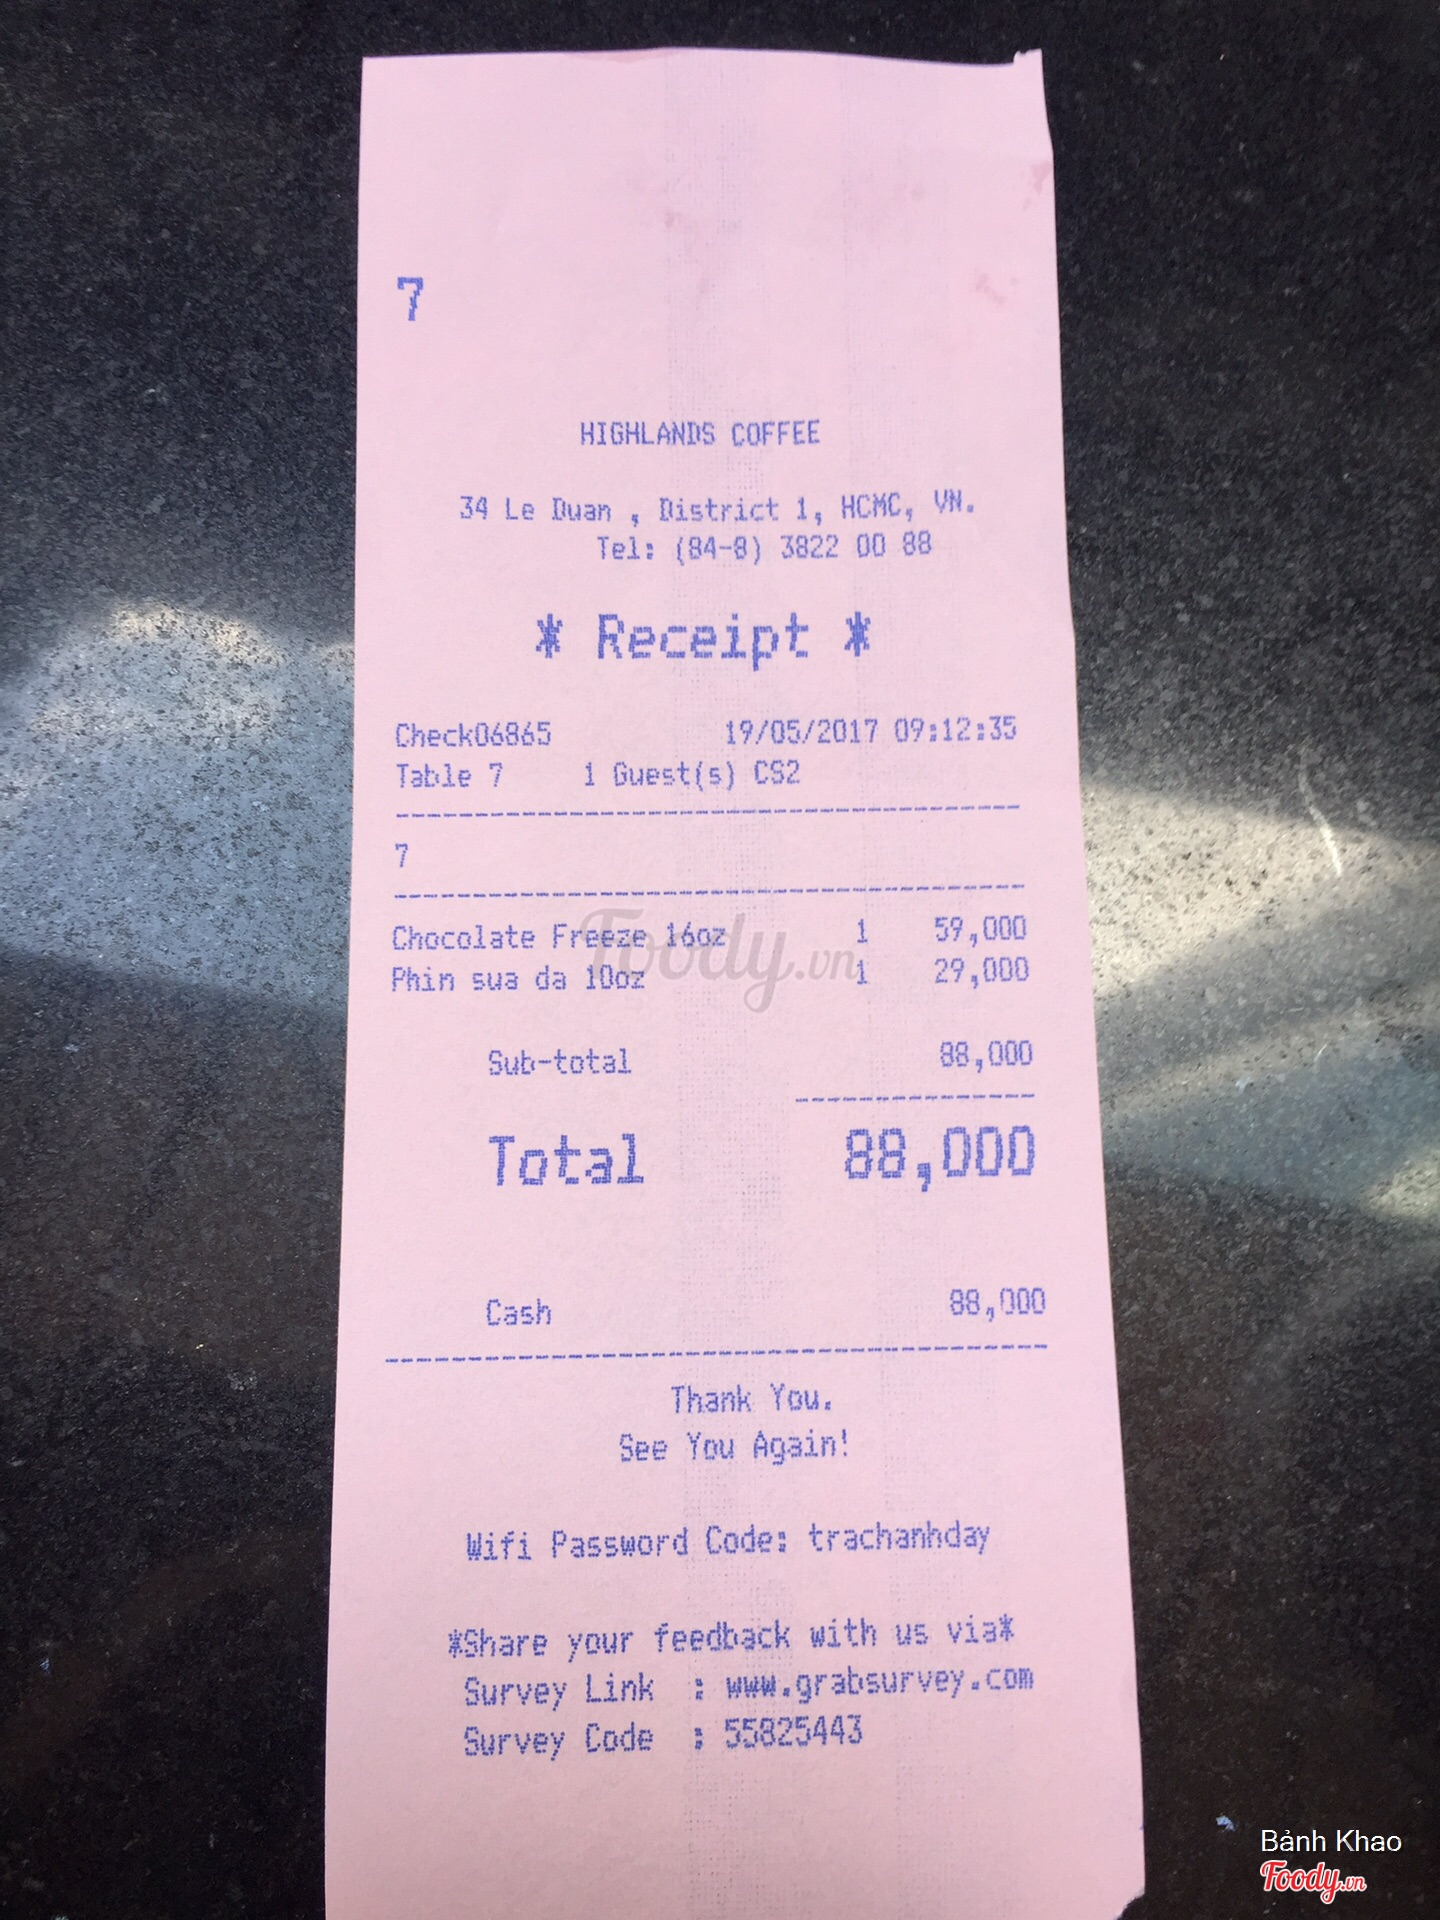 7
HIGHLANDS COFFEE
34 Le Duan , District 1, HCMC, VN.
Tel: (84-8) 3822 00 88
* Receipt *
Check06865 19/05/2017 09:12:35
Table 7 1 Guest(s) CS2
7
Chocolate Freeze 16oz 1 59,000
Phin sua da 10oz 1 29,000
Foody.vn
Sub-total 88,000
Total 88,000
Cash 88,000
Thank You.
See You Again!
Wifi Password Code: trachanhday
*Share your feedback with us via*
Survey Link : www.grabsurvey.com
Survey Code : 55825443
Bảnh Khao
Foody.vn